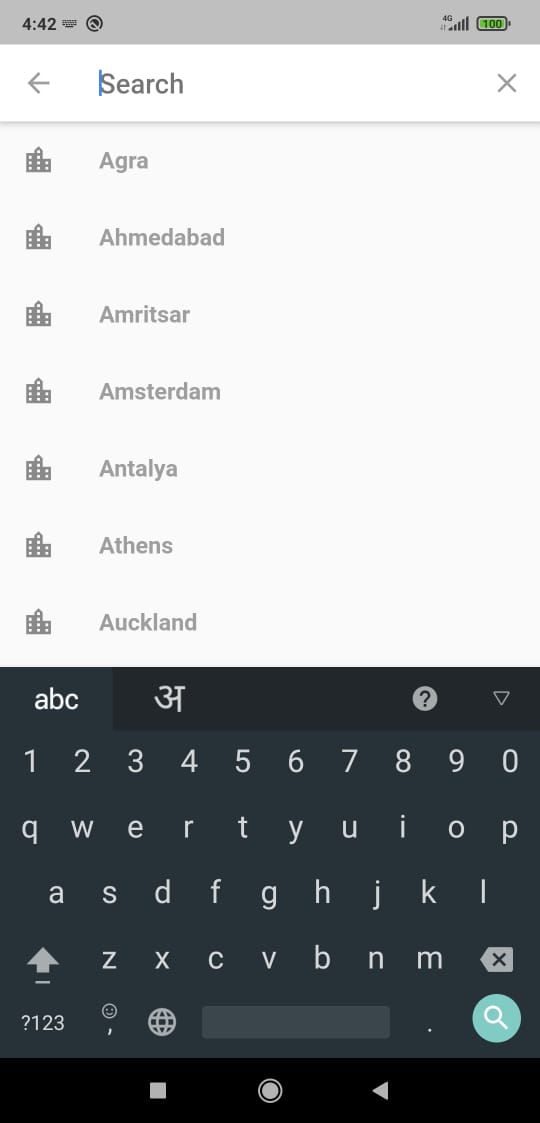 4:42
4G
100
Search
Agra
Ahmedabad
Amritsar
Amsterdam
Antalya
Athens
Auckland
abc अ ?
1 2 3 4 5 6 7 8 9 0
q w e r t y u i o p
a s d f g h j k l
z x c v b n m
?123 , .